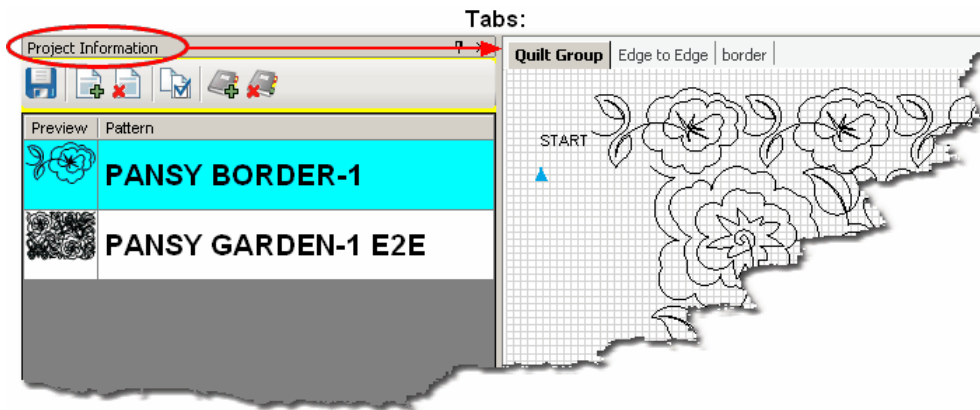 Tabs:
Project Information
Quilt Group Edge to Edge border
Preview Pattern
START
PANSY BORDER-1
PANSY GARDEN-1 E2E